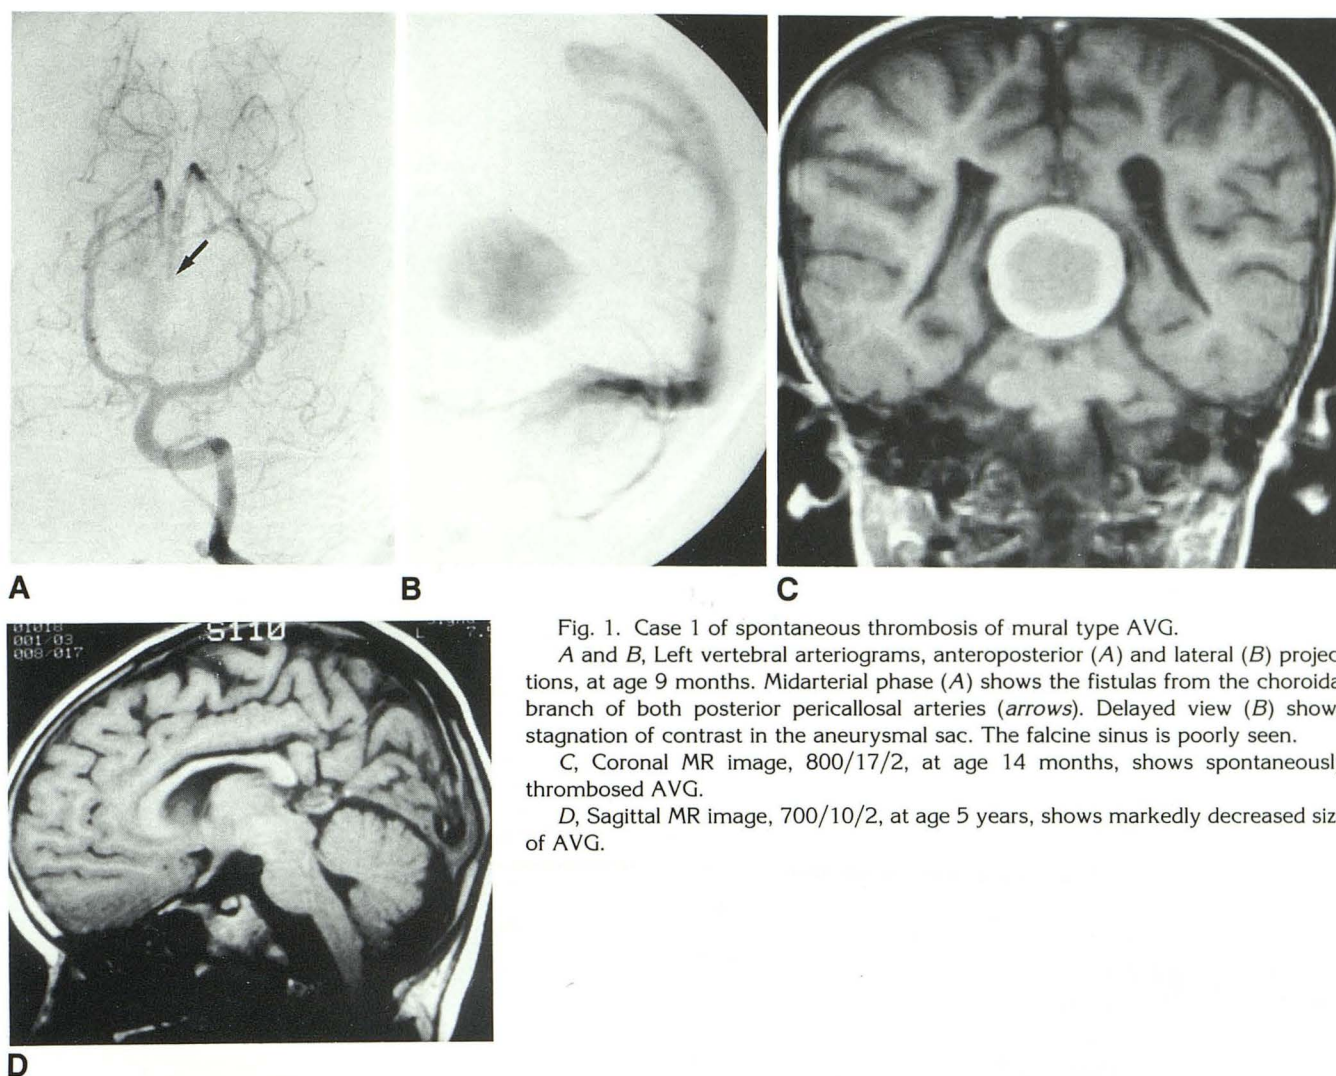 A
B
C
01018
001/03
008/017
S110
L 7.5
D
Fig. 1. Case 1 of spontaneous thrombosis of mural type AVG.
A and B, Left vertebral arteriograms, anteroposterior (A) and lateral (B) projec
tions, at age 9 months. Midarterial phase (A) shows the fistulas from the choroida
branch of both posterior pericallosal arteries (arrows). Delayed view (B) show
stagnation of contrast in the aneurysmal sac. The falcine sinus is poorly seen.
C, Coronal MR image, 800/17/2, at age 14 months, shows spontaneousl
thrombosed AVG.
D, Sagittal MR image, 700/10/2, at age 5 years, shows markedly decreased siz
of AVG.